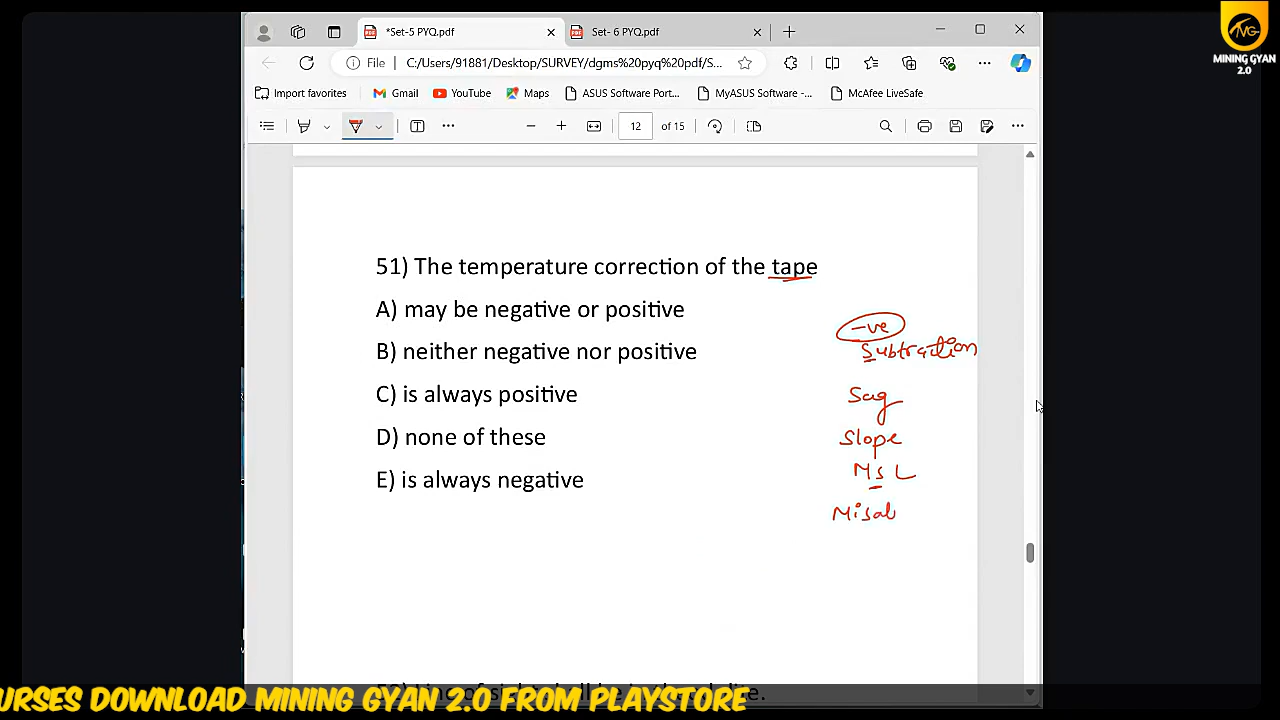 *Set-5 PYQ.pdf
Set- 6 PYQ.pdf
MINING GYAN
2.0
File
C:/Users/91881/Desktop/SURVEY/dgms%20pyq%20pdf/S...
Import favorites
Gmail
YouTube
Maps
ASUS Software Port...
MyASUS Software -...
McAfee LiveSafe
12 of 15
51) The temperature correction of the tape
A) may be negative or positive
-ve
B) neither negative nor positive
Subtraction
C) is always positive
Sag
D) none of these
Slope
E) is always negative
MSL
Misal
URSES DOWNLOAD MINING GYAN 2.0 FROM PLAYSTORE